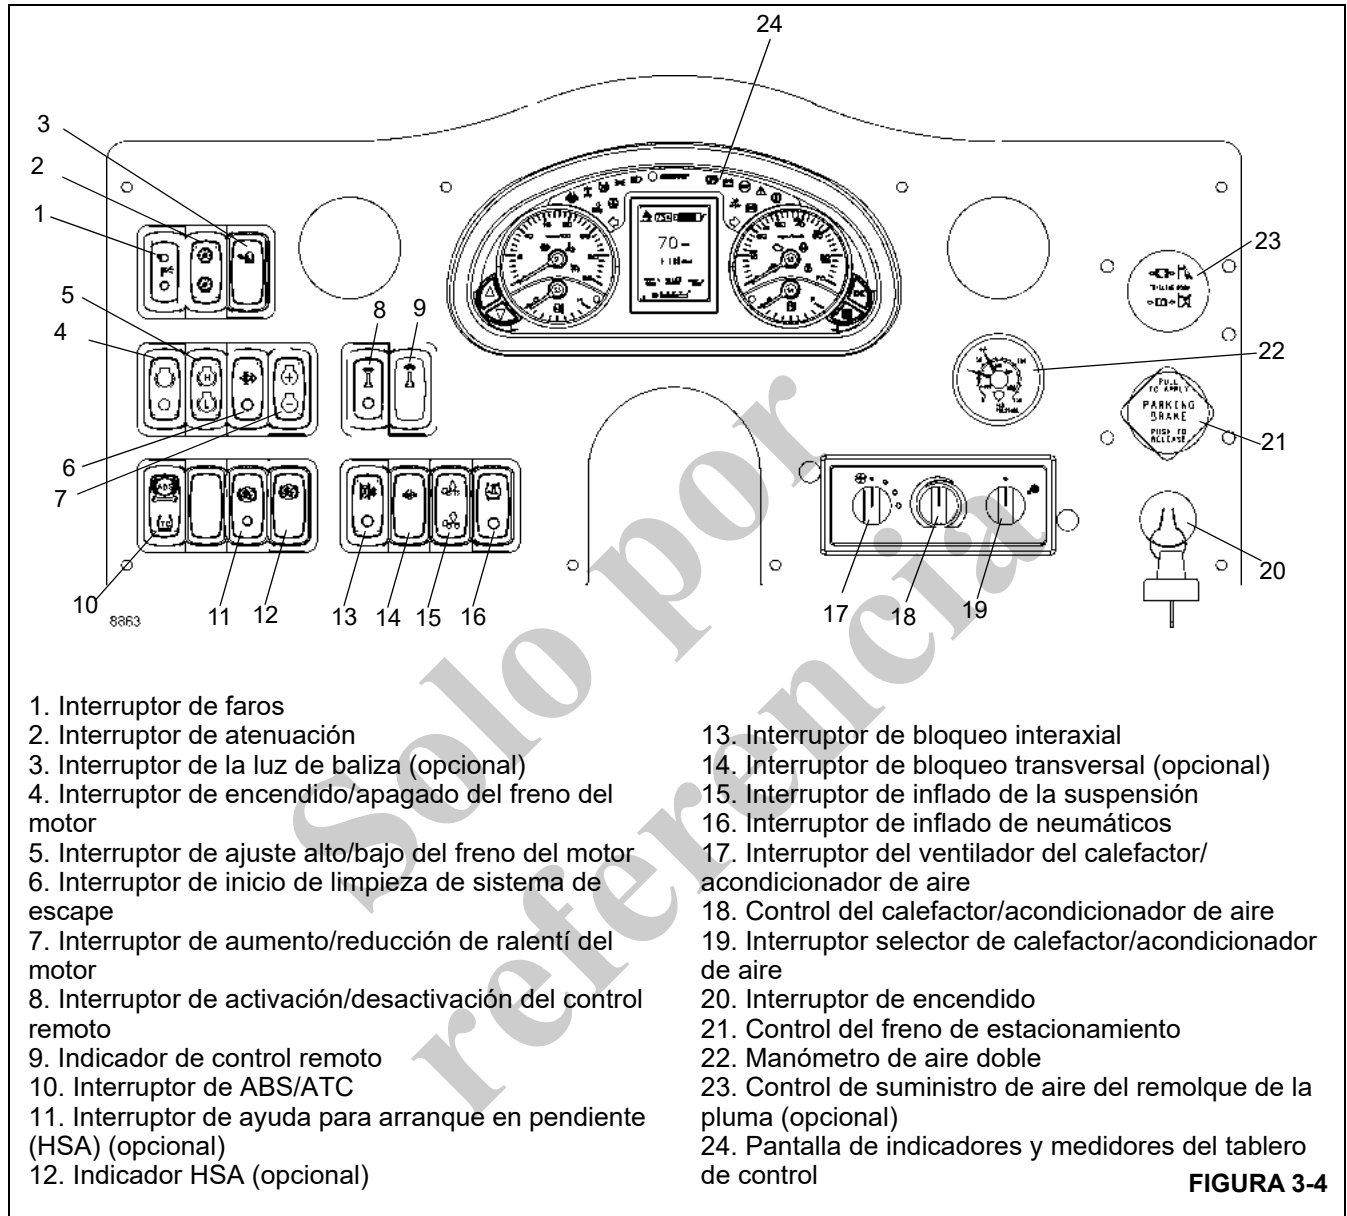 24
3
2
1
23
5
8
9
4
22
ABS
H
L
70
PULL
TO APPLY
PARKING
BRAKE
PUSH TO
RELEASE
6
7
21
20
10
11
12
13
14
15
16
17
18
19
8863
Solo por
referencia
1. Interruptor de faros
2. Interruptor de atenuación
3. Interruptor de la luz de baliza (opcional)
4. Interruptor de encendido/apagado del freno del
motor
5. Interruptor de ajuste alto/bajo del freno del motor
6. Interruptor de inicio de limpieza de sistema de
escape
7. Interruptor de aumento/reducción de ralentí del
motor
8. Interruptor de activación/desactivación del control
remoto
9. Indicador de control remoto
10. Interruptor de ABS/ATC
11. Interruptor de ayuda para arranque en pendiente
(HSA) (opcional)
12. Indicador HSA (opcional)
13. Interruptor de bloqueo interaxial
14. Interruptor de bloqueo transversal (opcional)
15. Interruptor de inflado de la suspensión
16. Interruptor de inflado de neumáticos
17. Interruptor del ventilador del calefactor/
acondicionador de aire
18. Control del calefactor/acondicionador de aire
19. Interruptor selector de calefactor/acondicionador
de aire
20. Interruptor de encendido
21. Control del freno de estacionamiento
22. Manómetro de aire doble
23. Control de suministro de aire del remolque de la
pluma (opcional)
24. Pantalla de indicadores y medidores del tablero
de control
FIGURA 3-4